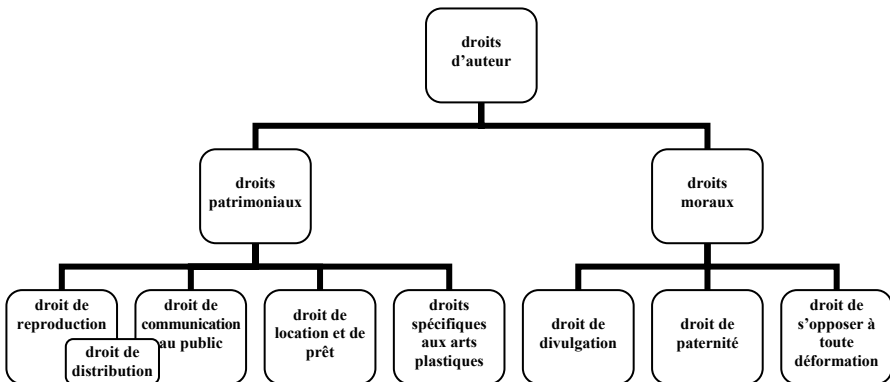 droits
d’auteur
droits
patrimoniaux
droits
moraux
droit de
reproduction
droit de
distribution
droit de
communication
au public
droit de
location et de
prêt
droits
spécifiques
aux arts
plastiques
droit de
divulgation
droit de
paternité
droit de
s’opposer à
toute
déformation